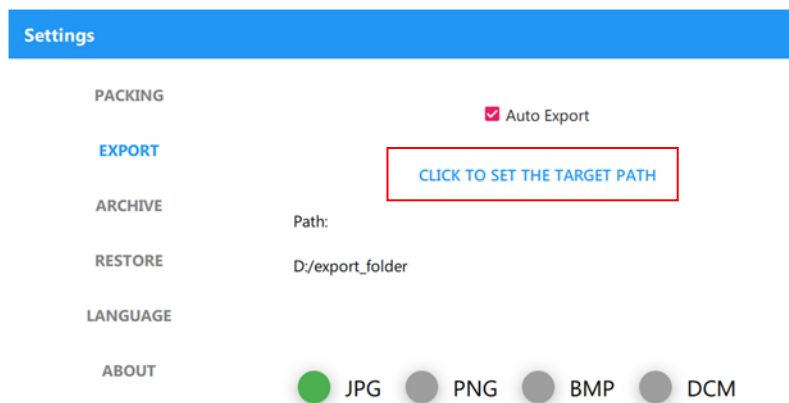 Settings
PACKING
EXPORT
ARCHIVE
RESTORE
LANGUAGE
ABOUT
Auto Export
CLICK TO SET THE TARGET PATH
Path:
D:/export_folder
JPG PNG BMP DCM